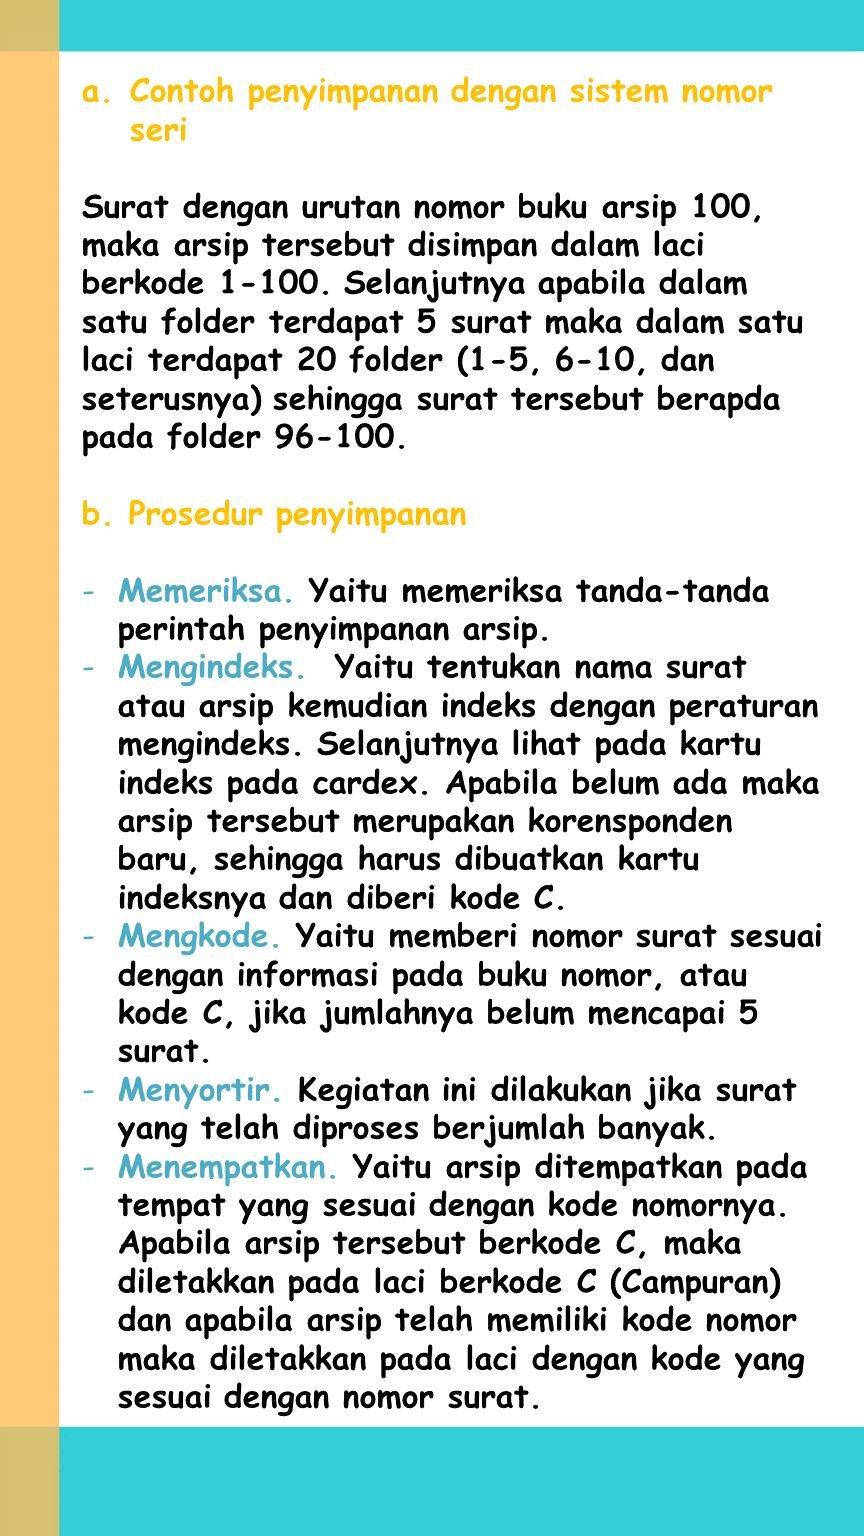 a. Contoh penyimpanan dengan sistem nomor
seri
Surat dengan urutan nomor buku arsip 100,
maka arsip tersebut disimpan dalam laci
berkode 1-100. Selanjutnya apabila dalam
satu folder terdapat 5 surat maka dalam satu
laci terdapat 20 folder (1-5, 6-10, dan
seterusnya) sehingga surat tersebut berapda
pada folder 96-100.
b. Prosedur penyimpanan
- Memeriksa. Yaitu memeriksa tanda-tanda
perintah penyimpanan arsip.
- Mengindeks. Yaitu tentukan nama surat
atau arsip kemudian indeks dengan peraturan
mengindeks. Selanjutnya lihat pada kartu
indeks pada cardex. Apabila belum ada maka
arsip tersebut merupakan korensponden
baru, sehingga harus dibuatkan kartu
indeksnya dan diberi kode C.
- Mengkode. Yaitu memberi nomor surat sesuai
dengan informasi pada buku nomor, atau
kode C, jika jumlahnya belum mencapai 5
surat.
- Menyortir. Kegiatan ini dilakukan jika surat
yang telah diproses berjumlah banyak.
- Menempatkan. Yaitu arsip ditempatkan pada
tempat yang sesuai dengan kode nomornya.
Apabila arsip tersebut berkode C, maka
diletakkan pada laci berkode C (Campuran)
dan apabila arsip telah memiliki kode nomor
maka diletakkan pada laci dengan kode yang
sesuai dengan nomor surat.